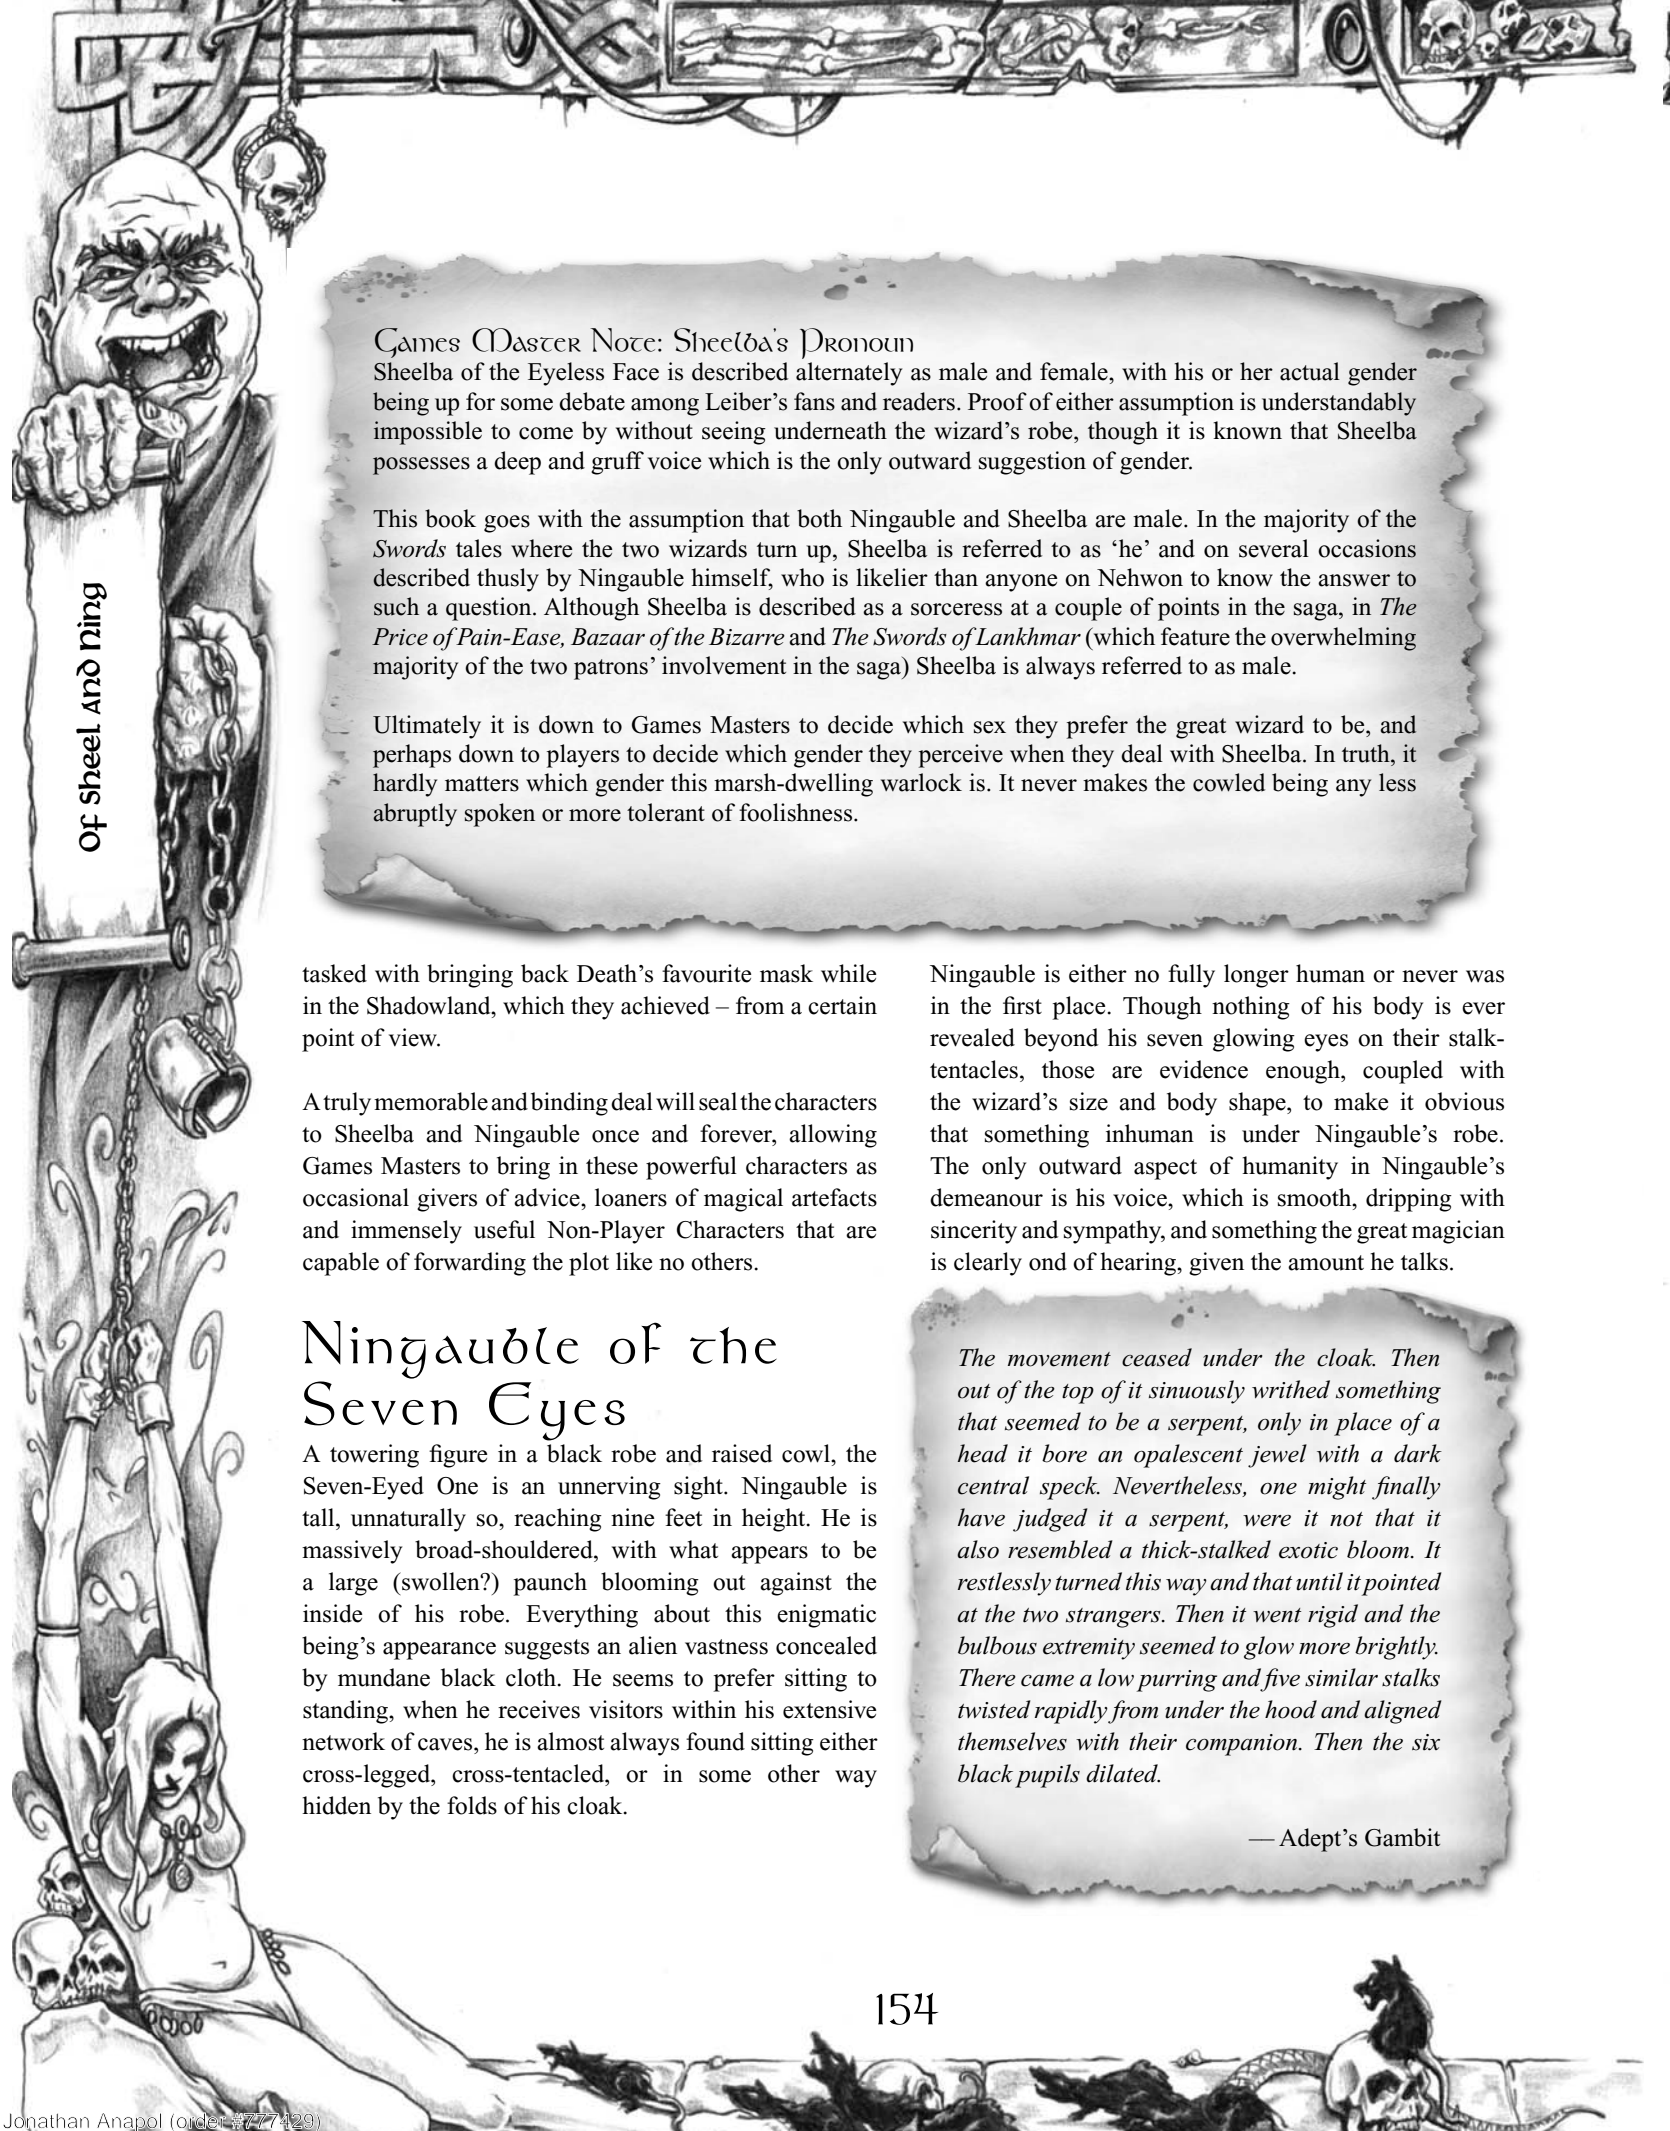 Games Master Note: Sheelba's Pronoun
Sheelba of the Eyeless Face is described alternately as male and female, with his or her actual gender
being up for some debate among Leiber's fans and readers. Proof of either assumption is understandably
impossible to come by without seeing underneath the wizard's robe, though it is known that Sheelba
possesses a deep and gruff voice which is the only outward suggestion of gender.
This book goes with the assumption that both Ningauble and Sheelba are male. In the majority of the
Swords tales where the two wizards turn up, Sheelba is referred to as 'he' and on several occasions
described thusly by Ningauble himself, who is likelier than anyone on Nehwon to know the answer to
such a question. Although Sheelba is described as a sorceress at a couple of points in the saga, in The
Price of Pain-Ease, Bazaar of the Bizarre and The Swords of Lankhmar (which feature the overwhelming
majority of the two patrons' involvement in the saga) Sheelba is always referred to as male.
Ultimately it is down to Games Masters to decide which sex they prefer the great wizard to be, and
perhaps down to players to decide which gender they perceive when they deal with Sheelba. In truth, it
hardly matters which gender this marsh-dwelling warlock is. It never makes the cowled being any less
abruptly spoken or more tolerant of foolishness.
Of Sheel And Ning
tasked with bringing back Death's favourite mask while
in the Shadowland, which they achieved – from a certain
point of view.
A truly memorable and binding deal will seal the characters
to Sheelba and Ningauble once and forever, allowing
Games Masters to bring in these powerful characters as
occasional givers of advice, loaners of magical artefacts
and immensely useful Non-Player Characters that are
capable of forwarding the plot like no others.
Ningauble of the
Seven Eyes
A towering figure in a black robe and raised cowl, the
Seven-Eyed One is an unnerving sight. Ningauble is
tall, unnaturally so, reaching nine feet in height. He is
massively broad-shouldered, with what appears to be
a large (swollen?) paunch blooming out against the
inside of his robe. Everything about this enigmatic
being's appearance suggests an alien vastness concealed
by mundane black cloth. He seems to prefer sitting to
standing, when he receives visitors within his extensive
network of caves, he is almost always found sitting either
cross-legged, cross-tentacled, or in some other way
hidden by the folds of his cloak.
Ningauble is either no fully longer human or never was
in the first place. Though nothing of his body is ever
revealed beyond his seven glowing eyes on their stalk-
tentacles, those are evidence enough, coupled with
the wizard's size and body shape, to make it obvious
that something inhuman is under Ningauble's robe.
The only outward aspect of humanity in Ningauble's
demeanour is his voice, which is smooth, dripping with
sincerity and sympathy, and something the great magician
is clearly ond of hearing, given the amount he talks.
The movement ceased under the cloak. Then
out of the top of it sinuously writhed something
that seemed to be a serpent, only in place of a
head it bore an opalescent jewel with a dark
central speck. Nevertheless, one might finally
have judged it a serpent, were it not that it
also resembled a thick-stalked exotic bloom. It
restlessly turned this way and that until it pointed
at the two strangers. Then it went rigid and the
bulbous extremity seemed to glow more brightly.
There came a low purring and five similar stalks
twisted rapidly from under the hood and aligned
themselves with their companion. Then the six
black pupils dilated.
— Adept's Gambit
154
Jonathan Anapol (order #777429)